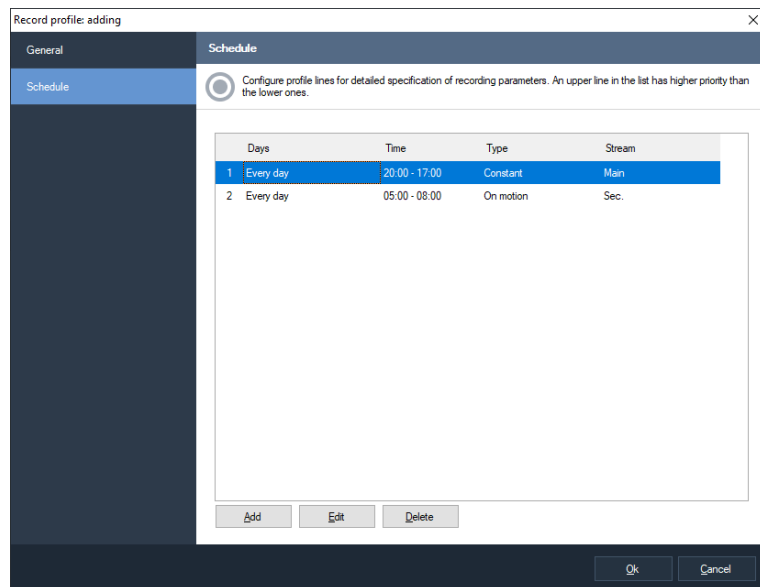 Record profile: adding
General
Schedule
Schedule
Configure profile lines for detailed specification of recording parameters. An upper line in the list has higher priority than
the lower ones.
Days Time Type Stream
1 Every day 20:00 - 17:00 Constant Main
2 Every day 05:00 - 08:00 On motion Sec.
Add Edit Delete
Ok Cancel